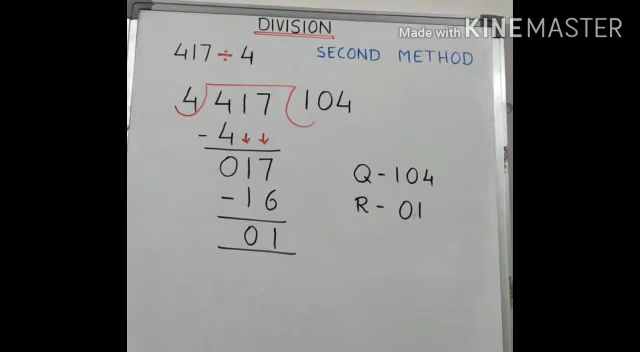 DIVISION
Made with KINEMASTER
417 ÷ 4
SECOND METHOD
4 417 104
- 4 ↓ ↓
017
- 16
01
Q - 104
R - 01